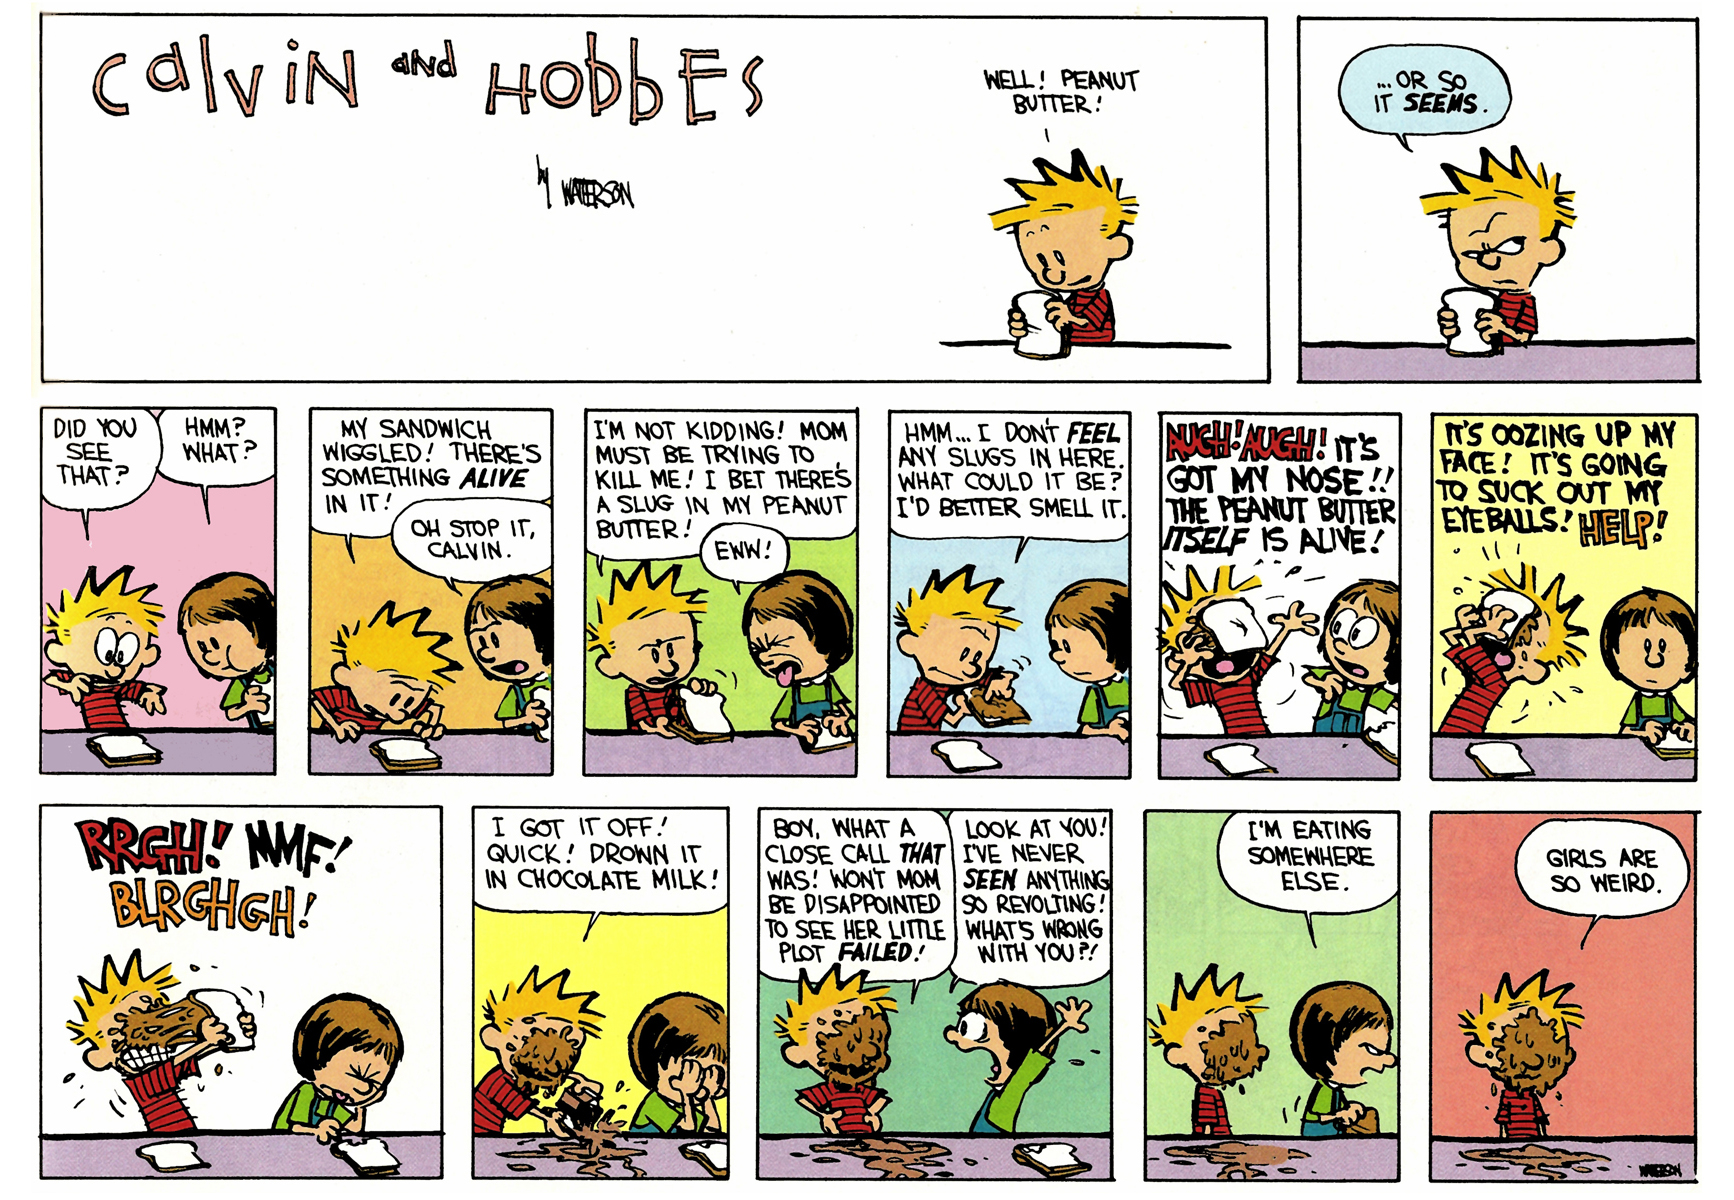 Calvin and Hobbes
by WATTERSON
WELL! PEANUT
BUTTER!
...OR SO
IT SEEMS.
DID YOU
SEE
THAT?
HMM?
WHAT?
MY SANDWICH
WIGGLED! THERE'S
SOMETHING ALIVE
IN IT!
OH STOP IT,
CALVIN.
I'M NOT KIDDING! MOM
MUST BE TRYING TO
KILL ME! I BET THERE'S
A SLUG IN MY PEANUT
BUTTER!
EWW!
HMM... I DON'T FEEL
ANY SLUGS IN HERE.
WHAT COULD IT BE?
I'D BETTER SMELL IT.
AUGH! AUGH! IT'S
GOT MY NOSE!!
THE PEANUT BUTTER
ITSELF IS ALIVE!
IT'S OOZING UP MY
FACE! IT'S GOING
TO SUCK OUT MY
EYEBALLS! HELP!
RRGH! MMF!
BLRGHGH!
I GOT IT OFF!
QUICK! DROWN IT
IN CHOCOLATE MILK!
BOY, WHAT A
CLOSE CALL THAT
WAS! WON'T MOM
BE DISAPPOINTED
TO SEE HER LITTLE
PLOT FAILED!
LOOK AT YOU!
I'VE NEVER
SEEN ANYTHING
SO REVOLTING!
WHAT'S WRONG
WITH YOU?!
I'M EATING
SOMEWHERE
ELSE.
GIRLS ARE
SO WEIRD.
WATTERSON